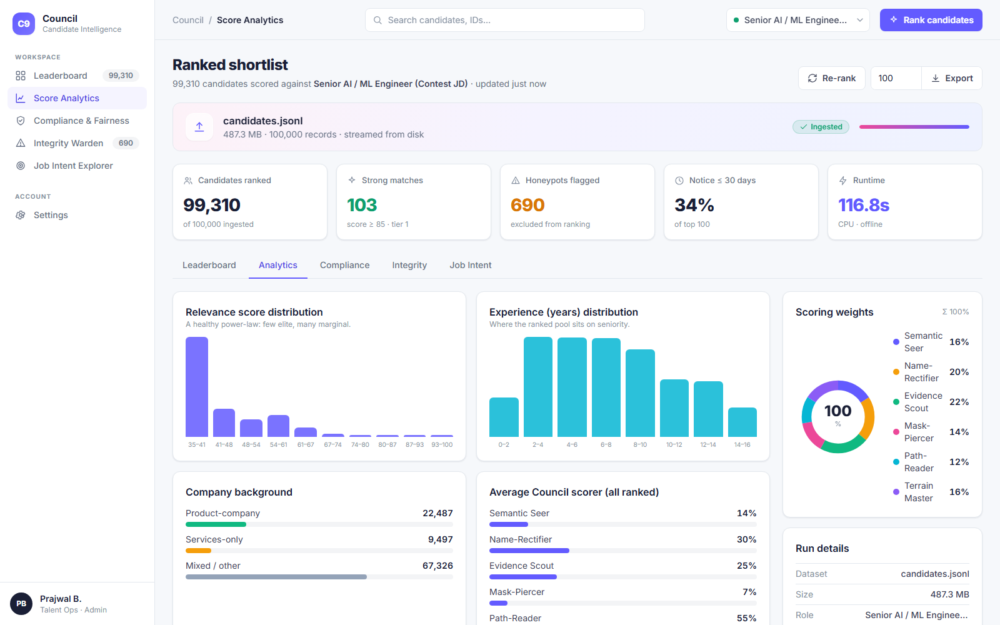 C9
Council
Candidate Intelligence
WORKSPACE
Leaderboard 99,310
Score Analytics
Compliance & Fairness
Integrity Warden 690
Job Intent Explorer
ACCOUNT
Settings
PB
Prajwal B.
Talent Ops · Admin
Council / Score Analytics
Search candidates, IDs...
Senior AI / ML Enginee...
Rank candidates
Ranked shortlist
99,310 candidates scored against Senior AI / ML Engineer (Contest JD) · updated just now
Re-rank
100
Export
candidates.jsonl
487.3 MB · 100,000 records · streamed from disk
Ingested
Candidates ranked
99,310
of 100,000 ingested
Strong matches
103
score ≥ 85 · tier 1
Honeypots flagged
690
excluded from ranking
Notice ≤ 30 days
34%
of top 100
Runtime
116.8s
CPU · offline
Leaderboard Analytics Compliance Integrity Job Intent
Relevance score distribution
A healthy power-law: few elite, many marginal.
35–41 41–48 48–54 54–61 61–67 67–74 74–80 80–87 87–93 93–100
Experience (years) distribution
Where the ranked pool sits on seniority.
0–2 2–4 4–6 6–8 8–10 10–12 12–14 14–16
Scoring weights Σ 100%
100
%
Semantic
Seer 16%
Name-
Rectifier 20%
Evidence
Scout 22%
Mask-
Piercer 14%
Path-
Reader 12%
Terrain
Master 16%
Company background
Product-company 22,487
Services-only 9,497
Mixed / other 67,326
Average Council scorer (all ranked)
Semantic Seer 14%
Name-Rectifier 30%
Evidence Scout 25%
Mask-Piercer 7%
Path-Reader 55%
Run details
Dataset candidates.jsonl
Size 487.3 MB
Role Senior AI / ML Enginee...